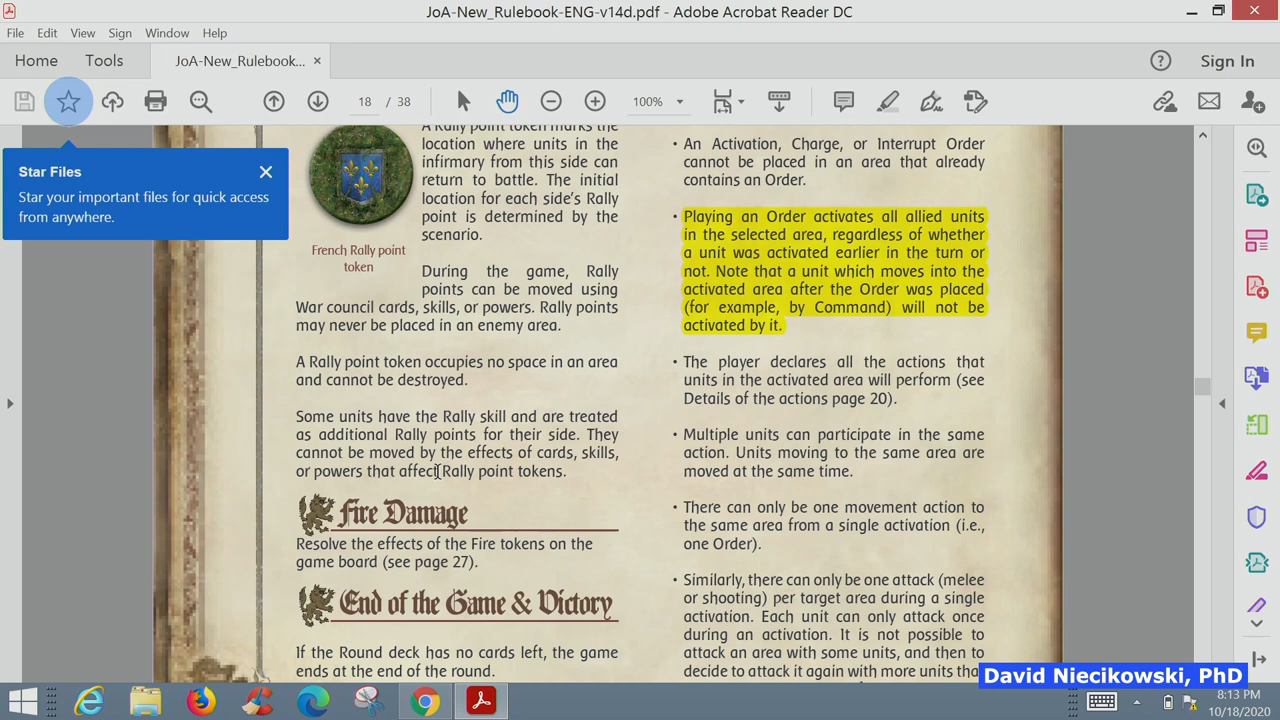 JoA-New_Rulebook-ENG-v14d.pdf - Adobe Acrobat Reader DC
File Edit View Sign Window Help
Home Tools JoA-New_Rulebook... × Sign In
18 / 38 100%
Star Files
Star your important files for quick access
from anywhere.
A Rally point token marks the
location where units in the
infirmary from this side can
return to battle. The initial
location for each side's Rally
point is determined by the
scenario.
French Rally point
token
During the game, Rally
points can be moved using
War council cards, skills, or powers. Rally points
may never be placed in an enemy area.
A Rally point token occupies no space in an area
and cannot be destroyed.
Some units have the Rally skill and are treated
as additional Rally points for their side. They
cannot be moved by the effects of cards, skills,
or powers that affect Rally point tokens.
Fire Damage
Resolve the effects of the Fire tokens on the
game board (see page 27).
End of the Game & Victory
If the Round deck has no cards left, the game
ends at the end of the round.
• An Activation, Charge, or Interrupt Order
cannot be placed in an area that already
contains an Order.
• Playing an Order activates all allied units
in the selected area, regardless of whether
a unit was activated earlier in the turn or
not. Note that a unit which moves into the
activated area after the Order was placed
(for example, by Command) will not be
activated by it.
• The player declares all the actions that
units in the activated area will perform (see
Details of the actions page 20).
• Multiple units can participate in the same
action. Units moving to the same area are
moved at the same time.
• There can only be one movement action to
the same area from a single activation (i.e.,
one Order).
• Similarly, there can only be one attack (melee
or shooting) per target area during a single
activation. Each unit can only attack once
during an activation. It is not possible to
attack an area with some units, and then to
decide to attack it again with more units tha
David Niecikowski, PhD
8:13 PM
10/18/2020